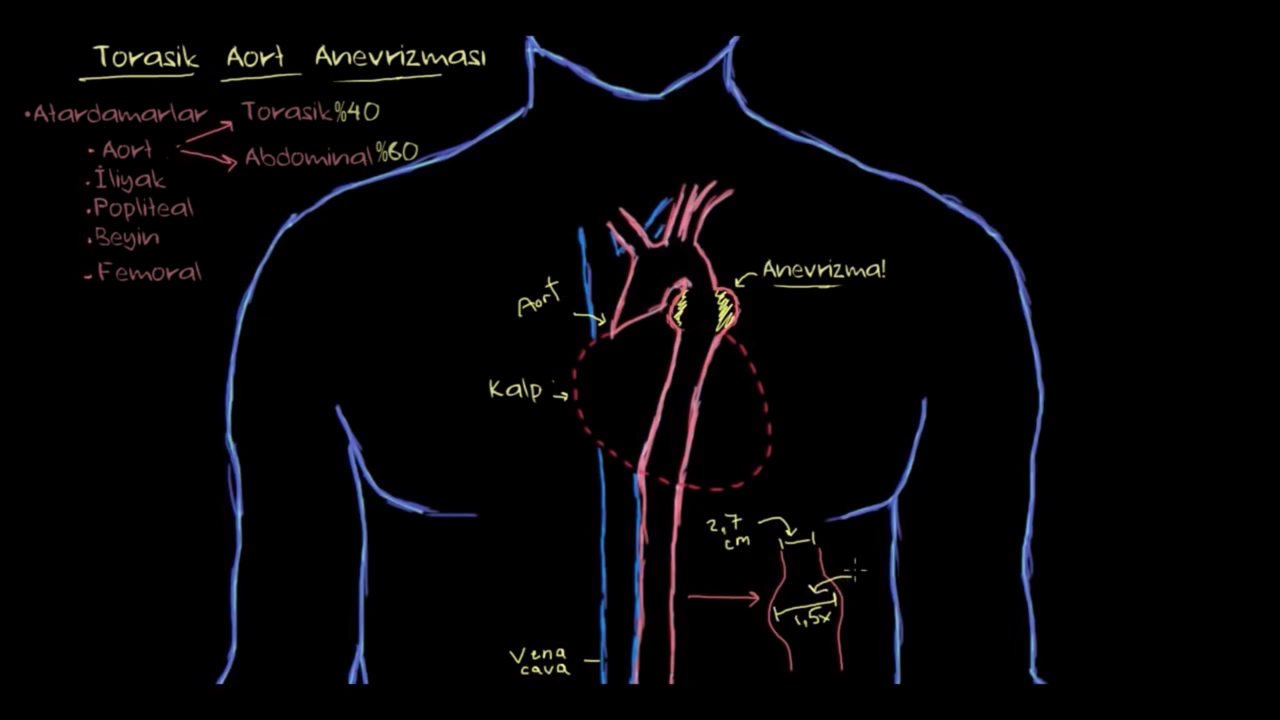 Torasik Aort Anevrizması
•Atardamarlar Torasik %40
• Aort Abdominal %60
•İliyak
•Popliteal
•Beyin
-Femoral
Anevrizma!
Aort
Kalp
2,7
cm
1,5x
Vena
cava